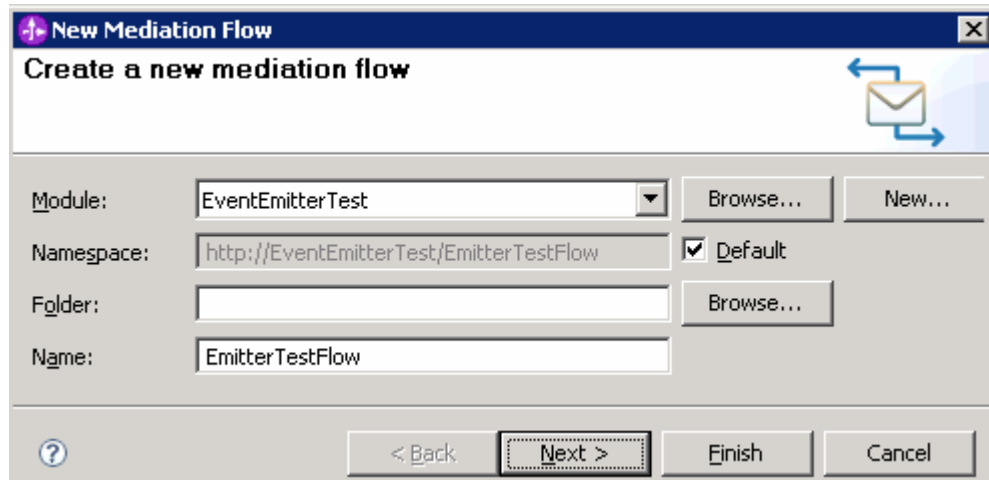 New Mediation Flow
Create a new mediation flow
Module: EventEmitterTest Browse... New...
Namespace: http://EventEmitterTest/EmitterTestFlow Default
Folder: Browse...
Name: EmitterTestFlow
< Back Next > Finish Cancel